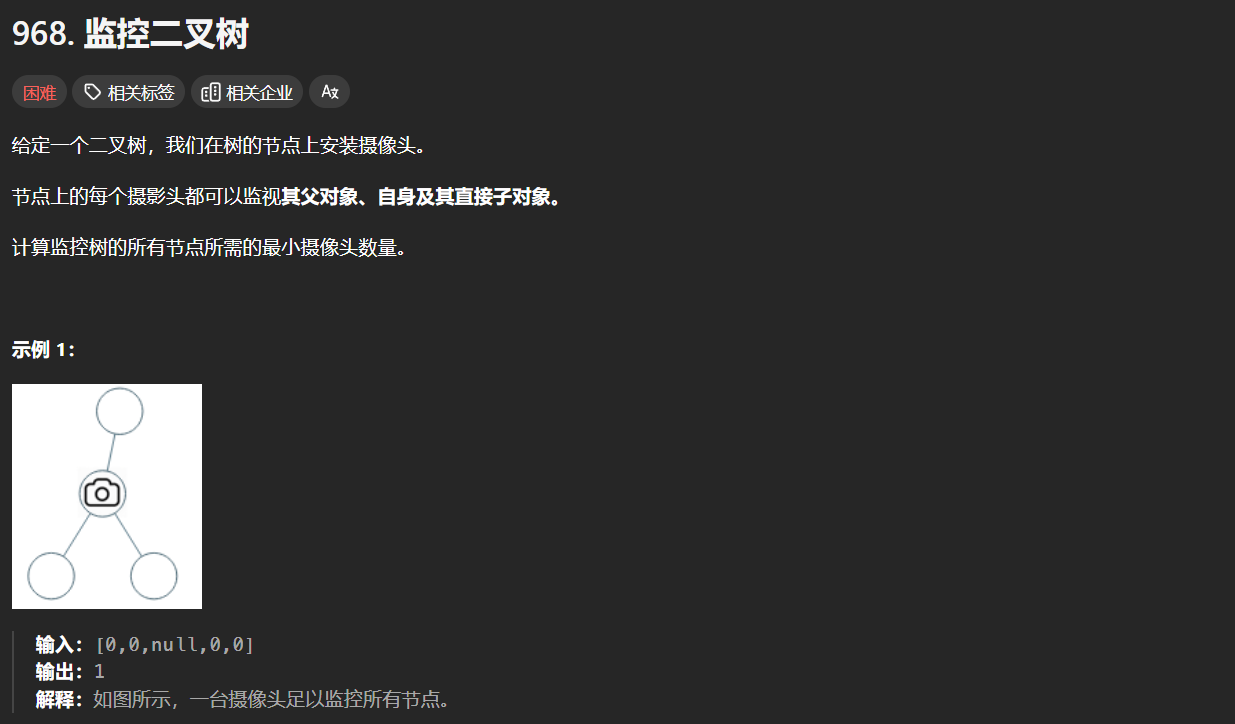 968. 监控二叉树
困难 相关标签 相关企业 Ax
给定一个二叉树，我们在树的节点上安装摄像头。
节点上的每个摄影头都可以监视其父对象、自身及其直接子对象。
计算监控树的所有节点所需的最小摄像头数量。
示例 1：
输入：[0,0,null,0,0]
输出：1
解释：如图所示，一台摄像头足以监控所有节点。